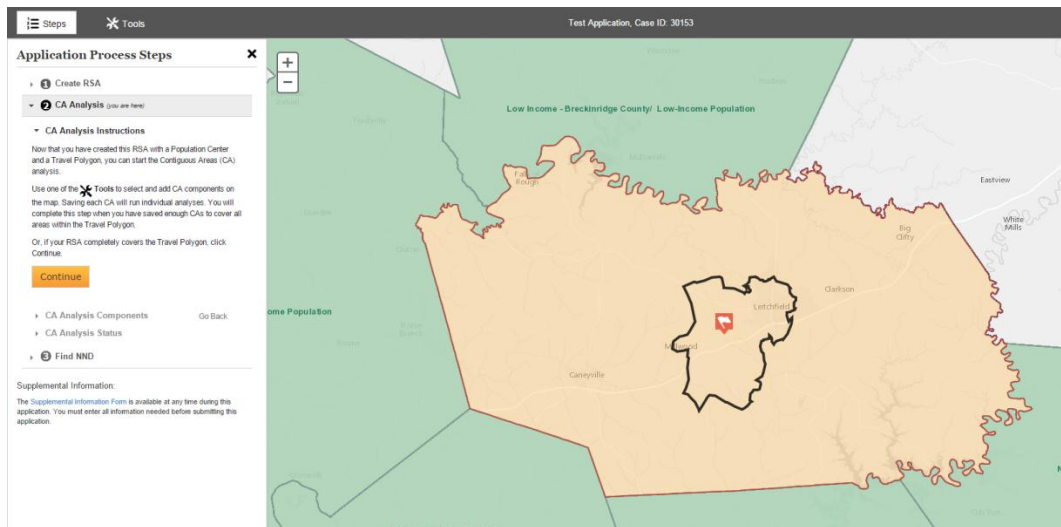 Steps
Tools
Test Application, Case ID: 30153
Application Process Steps
1 Create RSA
2 CA Analysis (you are here)
CA Analysis Instructions
Now that you have created this RSA with a Population Center
and a Travel Polygon, you can start the Contiguous Areas (CA)
analysis.
Use one of the Tools to select and add CA components on
the map. Saving each CA will run individual analyses. You will
complete this step when you have saved enough CAs to cover all
areas within the Travel Polygon.
Or, if your RSA completely covers the Travel Polygon, click
Continue.
Continue
CA Analysis Components
Go Back
CA Analysis Status
3 Find NND
Supplemental Information:
The Supplemental Information Form is available at any time during this
application. You must enter all information needed before submitting this
application.
+
−
Low Income - Breckinridge County/ Low-Income Population
Rough
Eastview
White
Mills
Big
Clifty
Clarkson
Leitchfield
Caneyville
ome Population